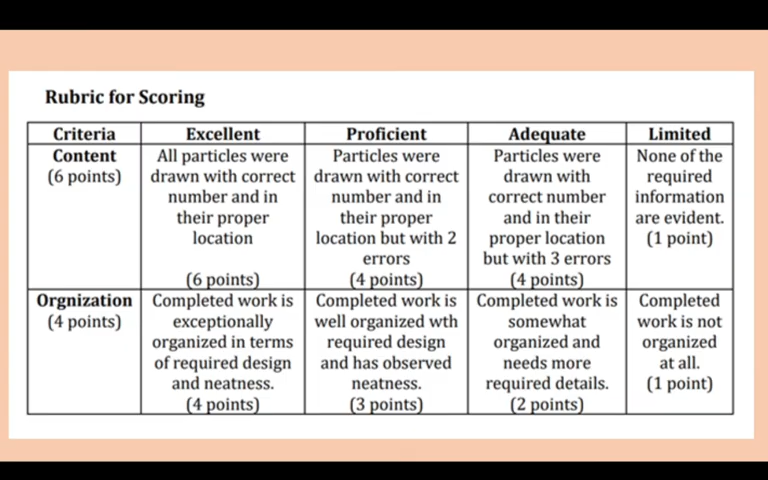 Rubric for Scoring
Criteria Excellent Proficient Adequate Limited
Content
(6 points)
All particles were
drawn with correct
number and in
their proper
location
(6 points)
Particles were
drawn with correct
number and in
their proper
location but with 2
errors
(4 points)
Particles were
drawn with
correct number
and in their
proper location
but with 3 errors
(4 points)
None of the
required
information
are evident.
(1 point)
Orgnization
(4 points)
Completed work is
exceptionally
organized in terms
of required design
and neatness.
(4 points)
Completed work is
well organized wth
required design
and has observed
neatness.
(3 points)
Completed work is
somewhat
organized and
needs more
required details.
(2 points)
Completed
work is not
organized
at all.
(1 point)